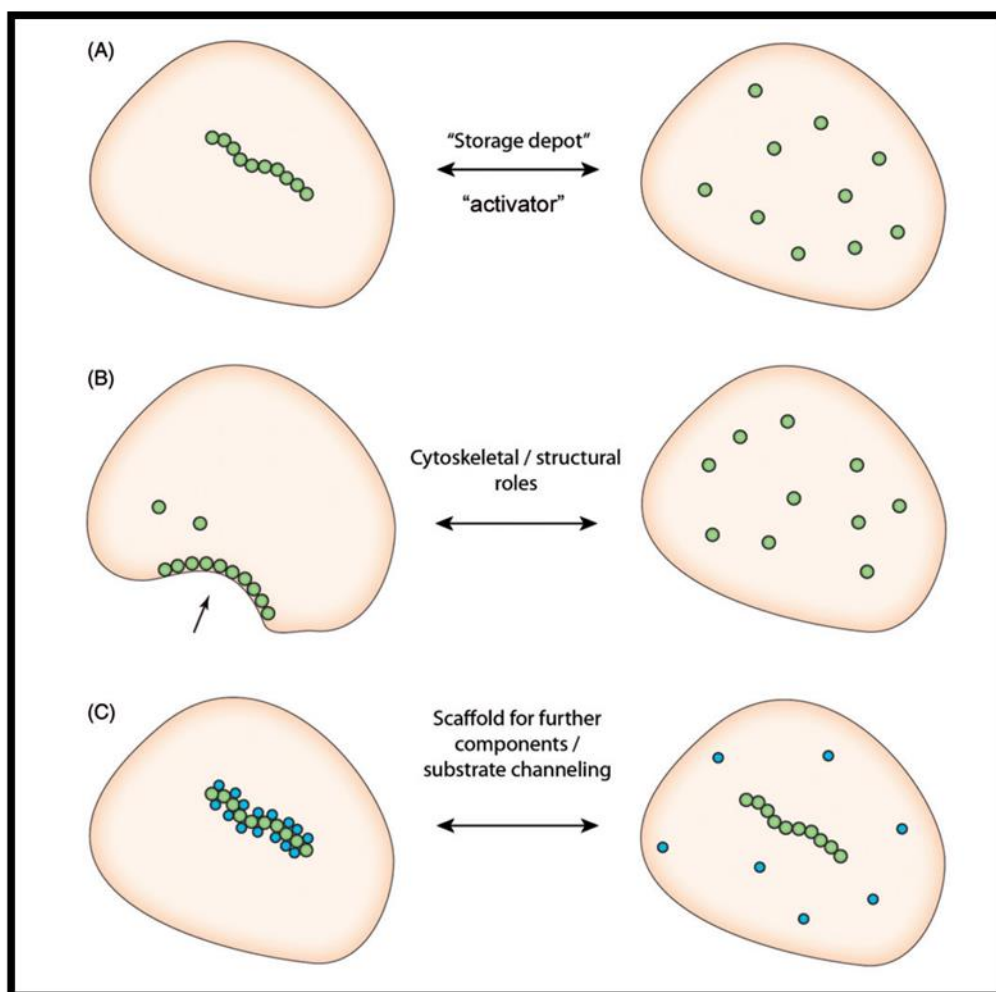 (A)
“Storage depot”
“activator”
(B)
Cytoskeletal / structural
roles
(C)
Scaffold for further
components /
substrate channeling